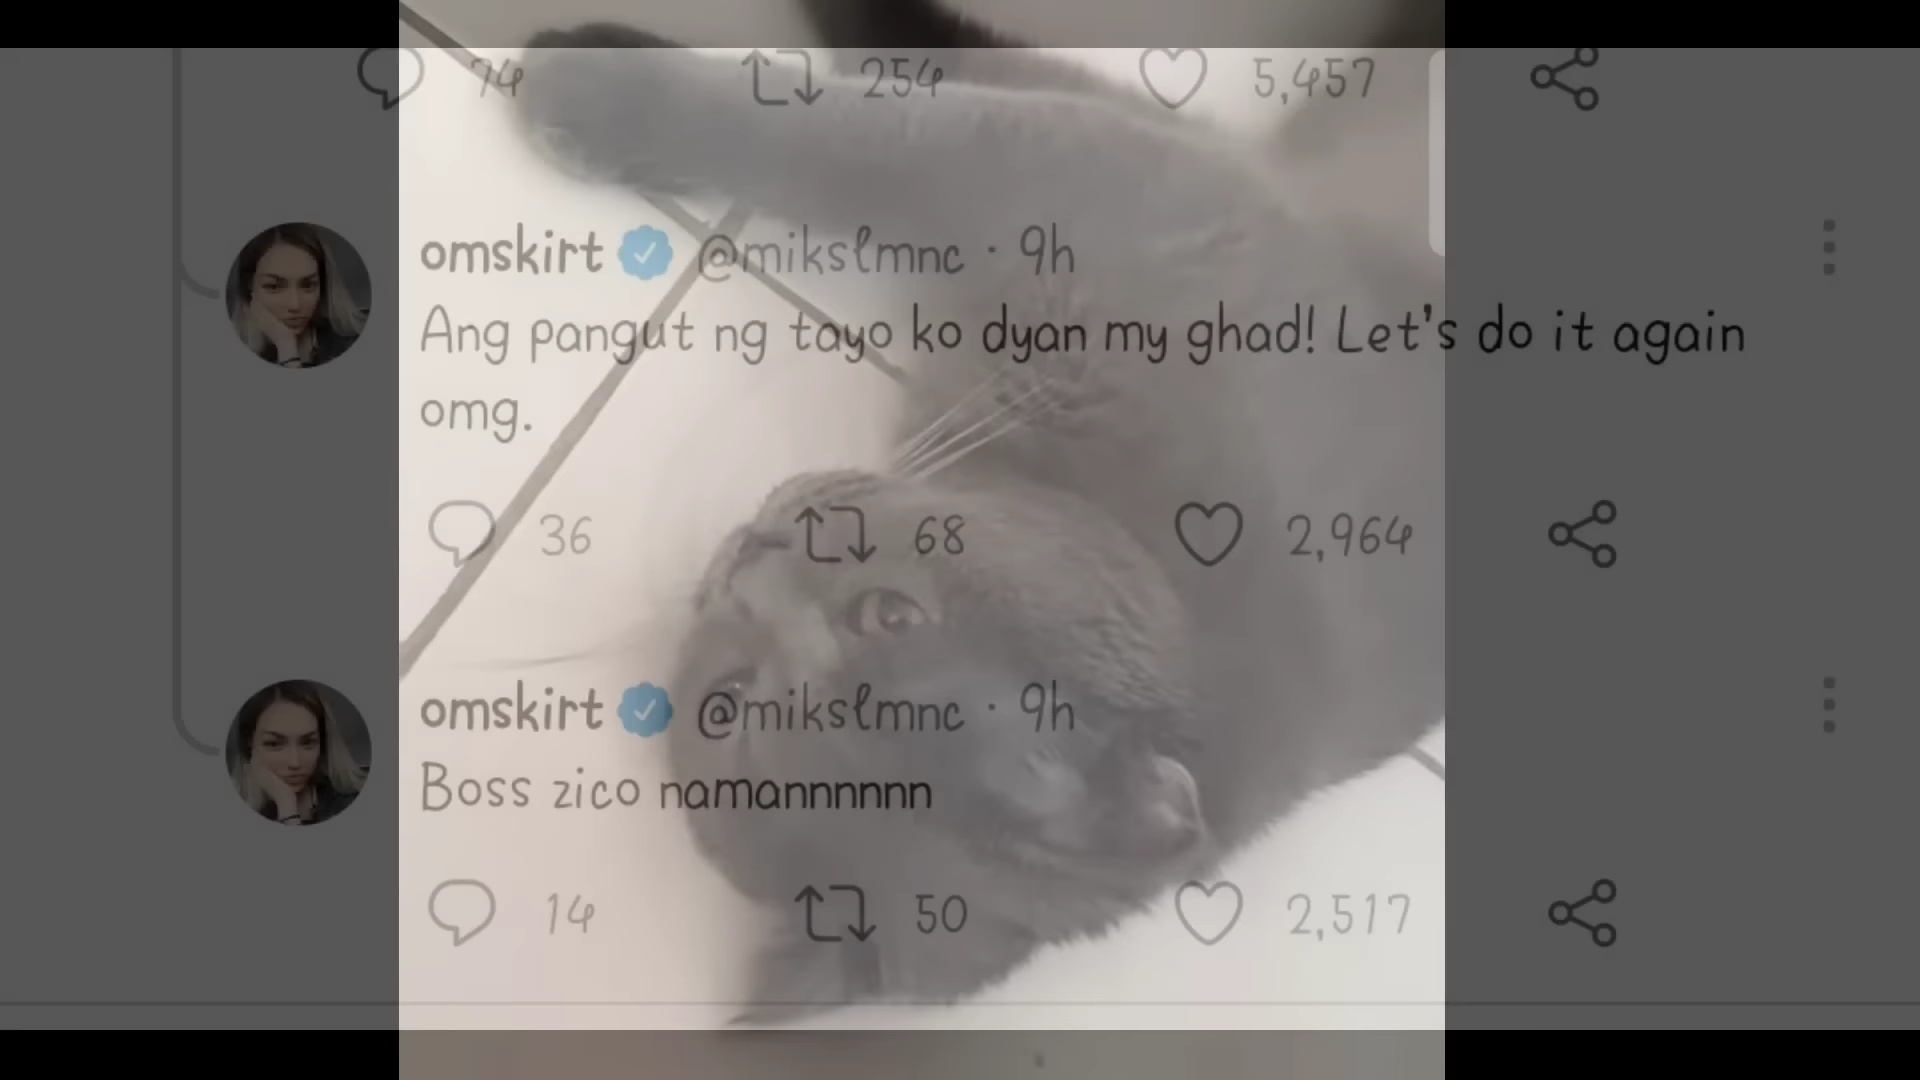 74 254 5,457
omskirt @mikslmnc · 9h
Ang pangut ng tayo ko dyan my ghad! Let's do it again
omg.
36 68 2,964
omskirt @mikslmnc · 9h
Boss zico namannnnnn
14 50 2,517